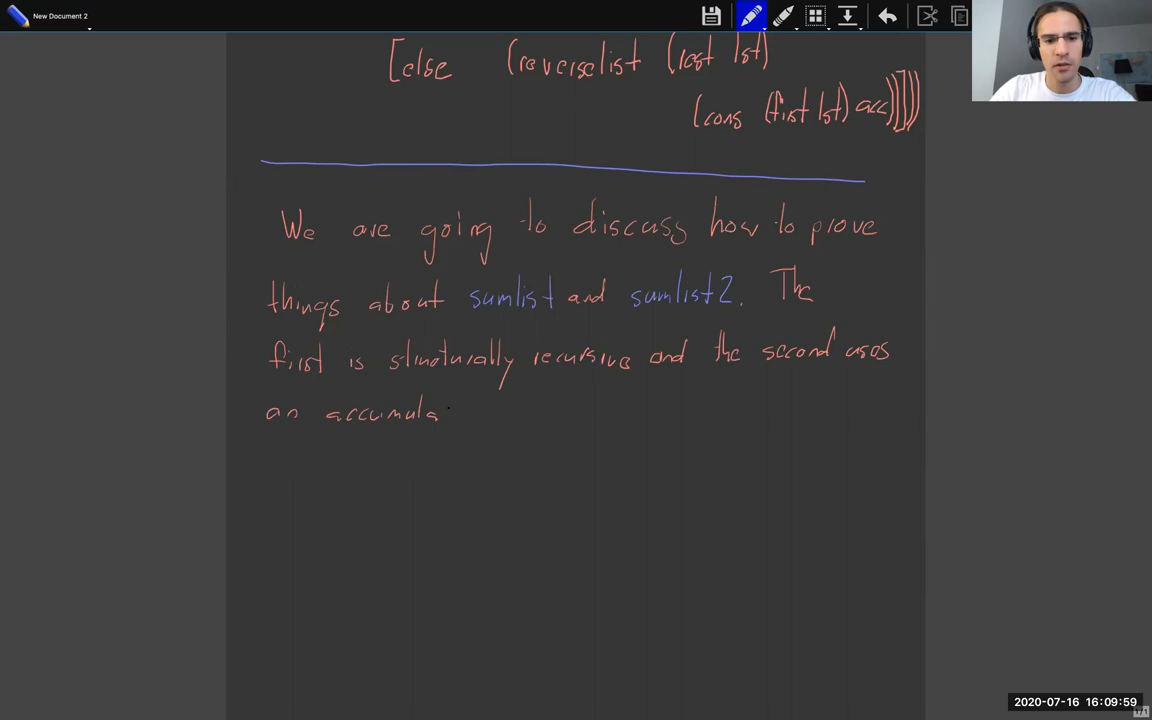 New Document 2
[else (reverselist (rest lst)
(cons (first lst) acc))]]))
We are going to discuss how to prove
things about sumlist and sumlist2. The
first is structurally recursive and the second uses
an accumula
2020-07-16 16:09:59